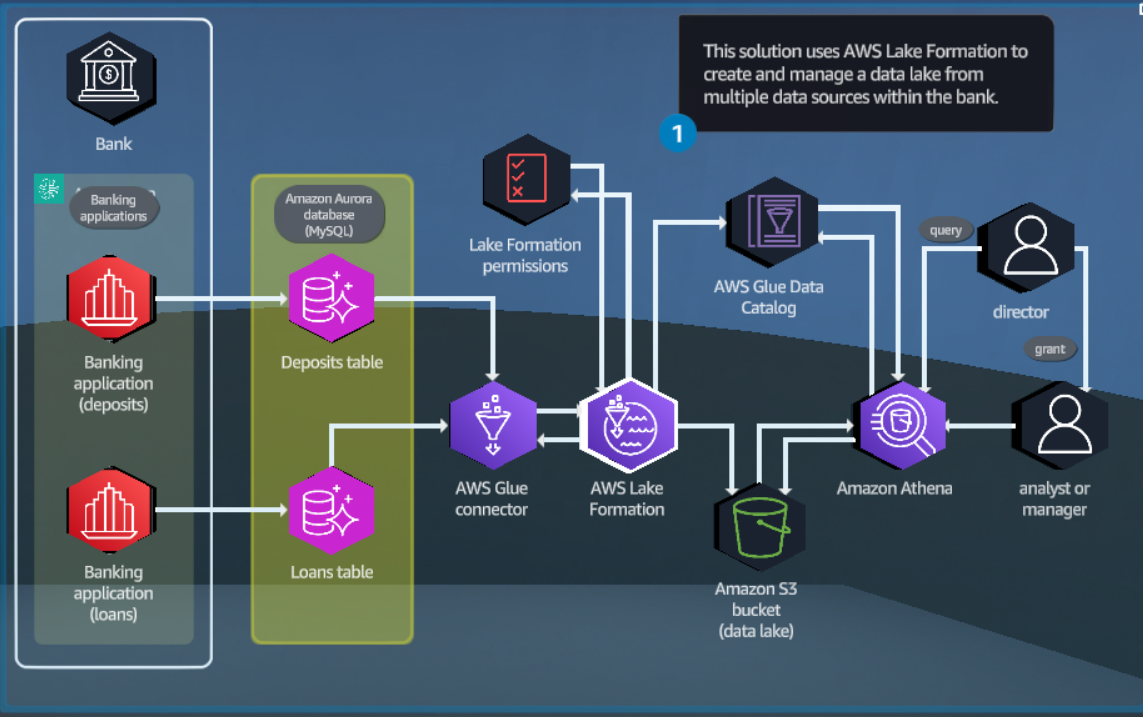 This solution uses AWS Lake Formation to
create and manage a data lake from
multiple data sources within the bank.
1
Bank
Banking
applications
Banking
application
(deposits)
Banking
application
(loans)
Amazon Aurora
database
(MySQL)
Deposits table
Loans table
Lake Formation
permissions
AWS Glue
connector
AWS Lake
Formation
AWS Glue Data
Catalog
Amazon S3
bucket
(data lake)
Amazon Athena
query
director
grant
analyst or
manager